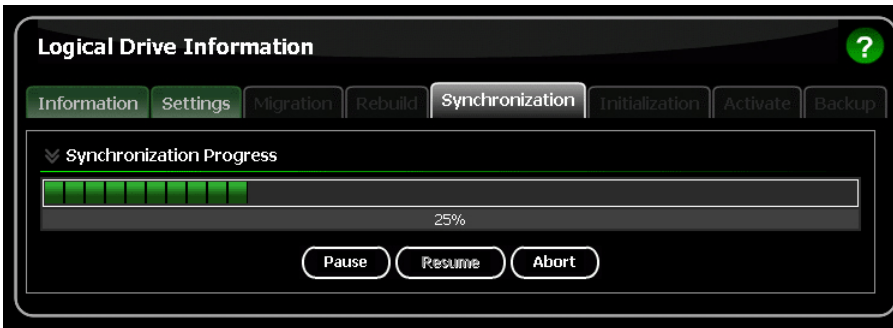 Logical Drive Information
?
Information Settings Migration Rebuild Synchronization Initialization Activate Backup
Synchronization Progress
25%
Pause Resume Abort